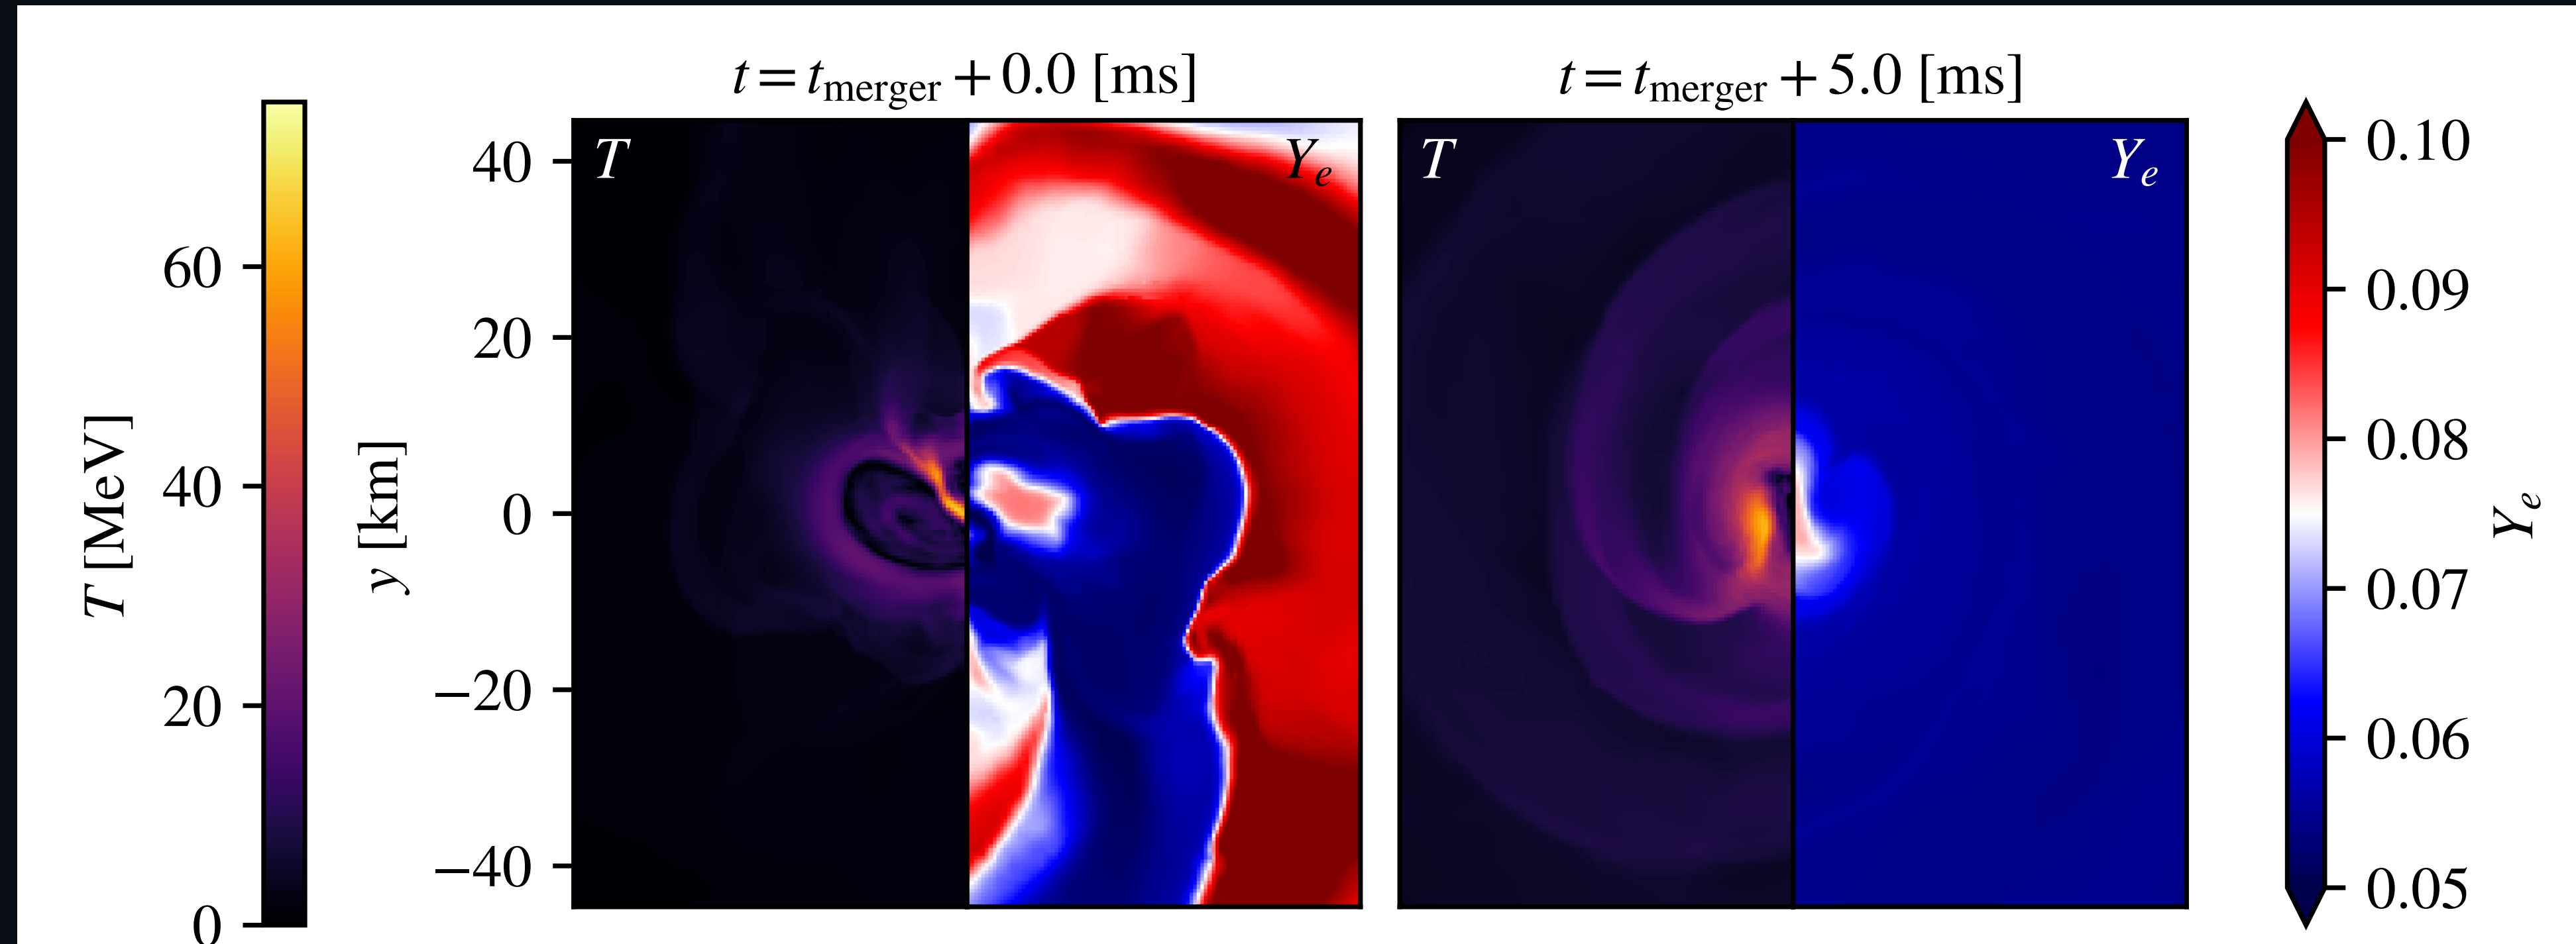 t = t_merger + 0.0 [ms]
t = t_merger + 5.0 [ms]
T [MeV]
60
40
20
0
y [km]
40
20
0
−20
−40
T
Y_e
T
Y_e
0.10
0.09
0.08
0.07
0.06
0.05
Y_e